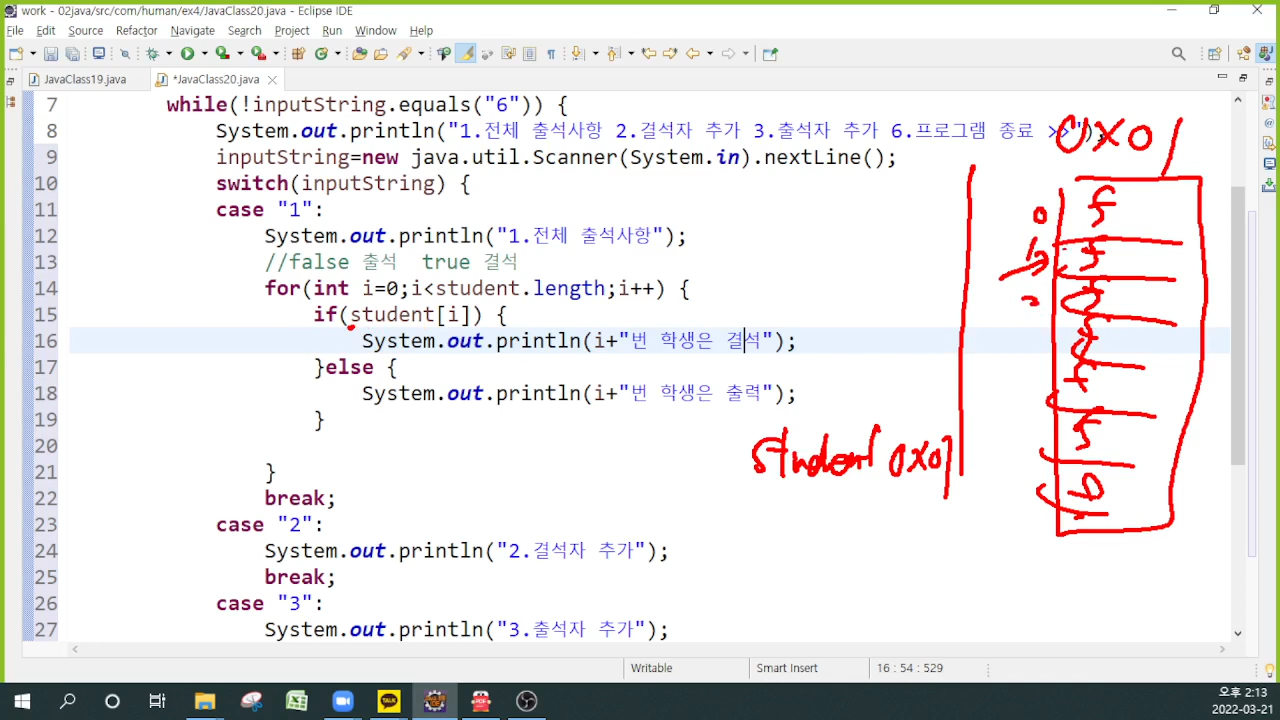 work - 02java/src/com/human/ex4/JavaClass20.java - Eclipse IDE
File Edit Source Refactor Navigate Search Project Run Window Help
JavaClass19.java *JavaClass20.java
7 while(!inputString.equals("6")) {
8 System.out.println("1.전체 출석사항 2.결석자 추가 3.출석자 추가 6.프로그램 종료 >>");
9 inputString=new java.util.Scanner(System.in).nextLine();
10 switch(inputString) {
11 case "1":
12 System.out.println("1.전체 출석사항");
13 //false 출석 true 결석
14 for(int i=0;i<student.length;i++) {
15 if(student[i]) {
16 System.out.println(i+"번 학생은 결석");
17 }else {
18 System.out.println(i+"번 학생은 출력");
19 }
20
21 }
22 break;
23 case "2":
24 System.out.println("2.결석자 추가");
25 break;
26 case "3":
27 System.out.println("3.출석자 추가");
0x01
0 f
student 0x01
Writable Smart Insert 16 : 54 : 529
TALK
PDF
오후 2:13
2022-03-21